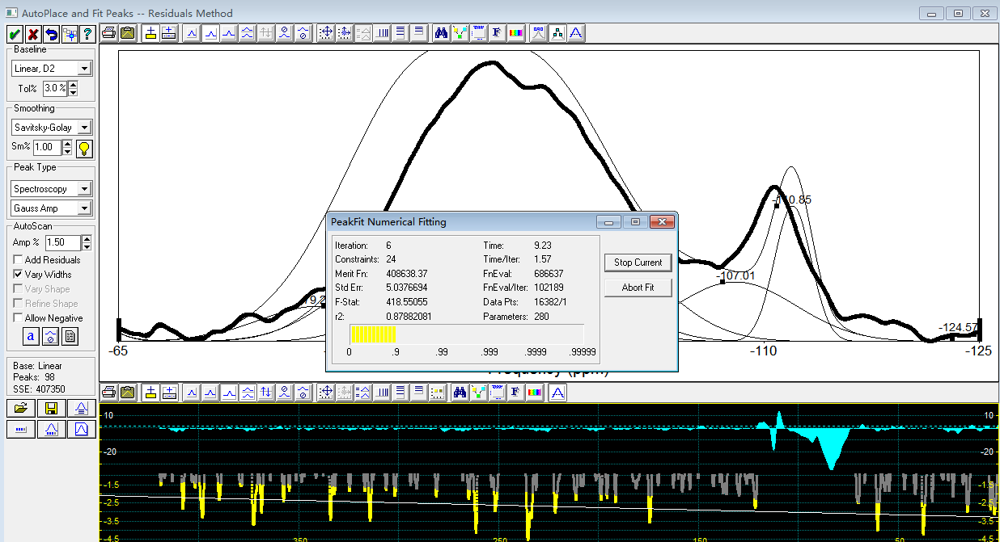 AutoPlace and Fit Peaks -- Residuals Method
Baseline
Linear, D2
Tol% 3.0 %
Smoothing
Savitsky-Golay
Sm% 1.00
Peak Type
Spectroscopy
Gauss Amp
AutoScan
Amp % 1.50
Add Residuals
Vary Widths
Vary Shape
Refine Shape
Allow Negative
a
Base: Linear
Peaks: 98
SSE: 407350
-110.85
-107.01
-124.57
-65
-110
-125
Frequency (ppm)
PeakFit Numerical Fitting
Iteration: 6 Time: 9.23
Constraints: 24 Time/Iter: 1.57
Merit Fn: 408638.37 FnEval: 686637
Std Err: 5.0376694 FnEval/Iter: 102189
F-Stat: 418.55055 Data Pts: 16382/1
r2: 0.87882081 Parameters: 280
0 .9 .99 .999 .9999 .99999
Stop Current
Abort Fit
10 10
-20 -20
-1.5 -1.5
-2.5 -2.5
-3.5 -3.5
-4.5 -4.5
350 250 150 50